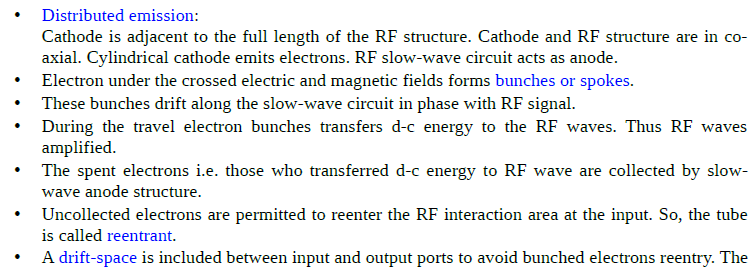 • Distributed emission:
Cathode is adjacent to the full length of the RF structure. Cathode and RF structure are in co-
axial. Cylindrical cathode emits electrons. RF slow-wave circuit acts as anode.
• Electron under the crossed electric and magnetic fields forms bunches or spokes.
• These bunches drift along the slow-wave circuit in phase with RF signal.
• During the travel electron bunches transfers d-c energy to the RF waves. Thus RF waves
amplified.
• The spent electrons i.e. those who transferred d-c energy to RF wave are collected by slow-
wave anode structure.
• Uncollected electrons are permitted to reenter the RF interaction area at the input. So, the tube
is called reentrant.
• A drift-space is included between input and output ports to avoid bunched electrons reentry. The